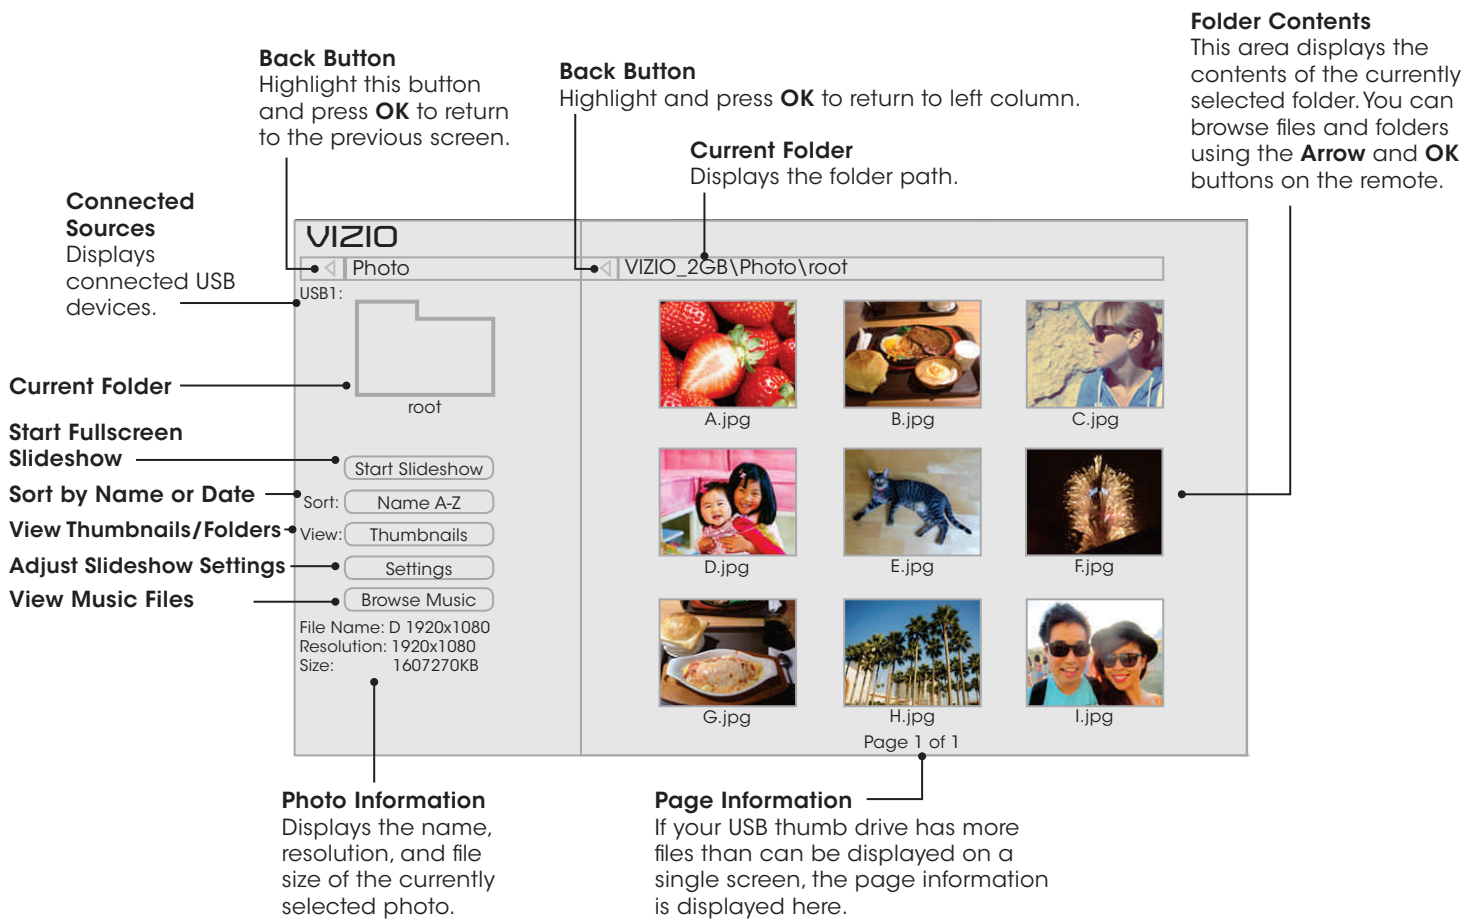 Folder Contents
This area displays the
contents of the currently
selected folder. You can
browse files and folders
using the Arrow and OK
buttons on the remote.
Back Button
Highlight this button
and press OK to return
to the previous screen.
Back Button
Highlight and press OK to return to left column.
Current Folder
Displays the folder path.
Connected
Sources
Displays
connected USB
devices.
Current Folder
Start Fullscreen
Slideshow
Sort by Name or Date
View Thumbnails/Folders
Adjust Slideshow Settings
View Music Files
VIZIO
Photo
USB1:
root
Start Slideshow
Sort: Name A-Z
View: Thumbnails
Settings
Browse Music
File Name: D 1920x1080
Resolution: 1920x1080
Size: 1607270KB
VIZIO_2GB\Photo\root
A.jpg
B.jpg
C.jpg
D.jpg
E.jpg
F.jpg
G.jpg
H.jpg
I.jpg
Page 1 of 1
Photo Information
Displays the name,
resolution, and file
size of the currently
selected photo.
Page Information
If your USB thumb drive has more
files than can be displayed on a
single screen, the page information
is displayed here.